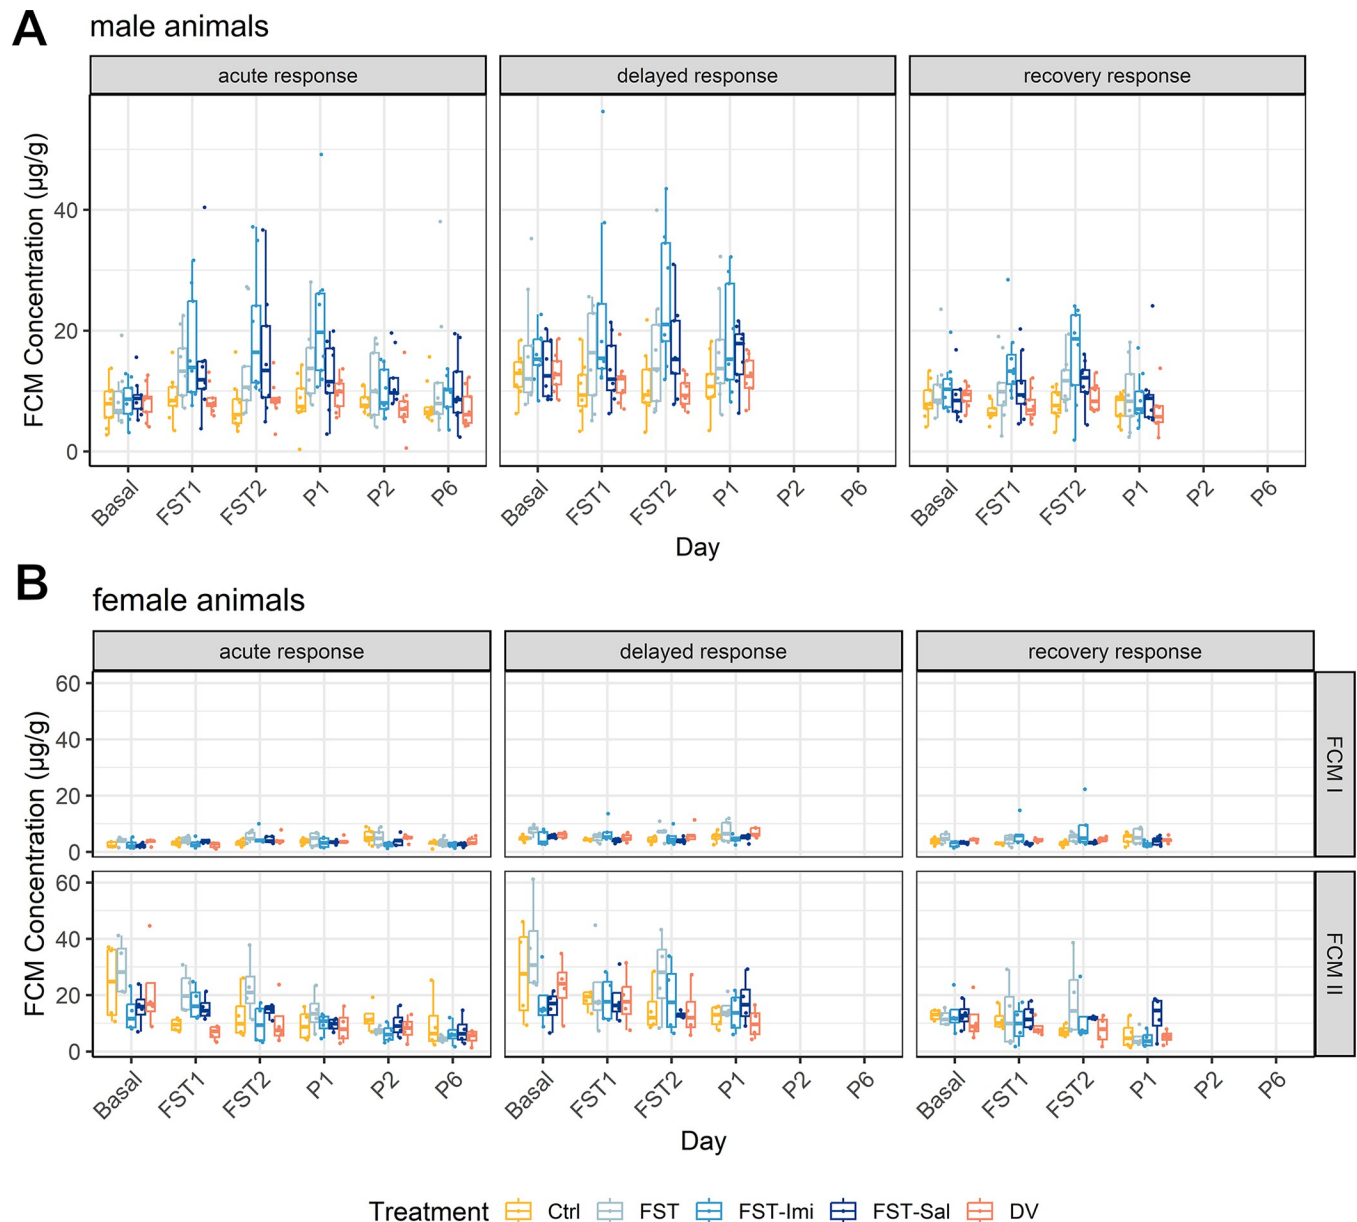 A
male animals
acute response
delayed response
recovery response
FCM Concentration (µg/g)
40
20
0
Basal FST1 FST2 P1 P2 P6
Basal FST1 FST2 P1 P2 P6
Basal FST1 FST2 P1 P2 P6
Day
B
female animals
acute response
delayed response
recovery response
FCM Concentration (µg/g)
60
40
20
0
FCM I
60
40
20
0
FCM II
Basal FST1 FST2 P1 P2 P6
Basal FST1 FST2 P1 P2 P6
Basal FST1 FST2 P1 P2 P6
Day
Treatment Ctrl FST FST-Imi FST-Sal DV